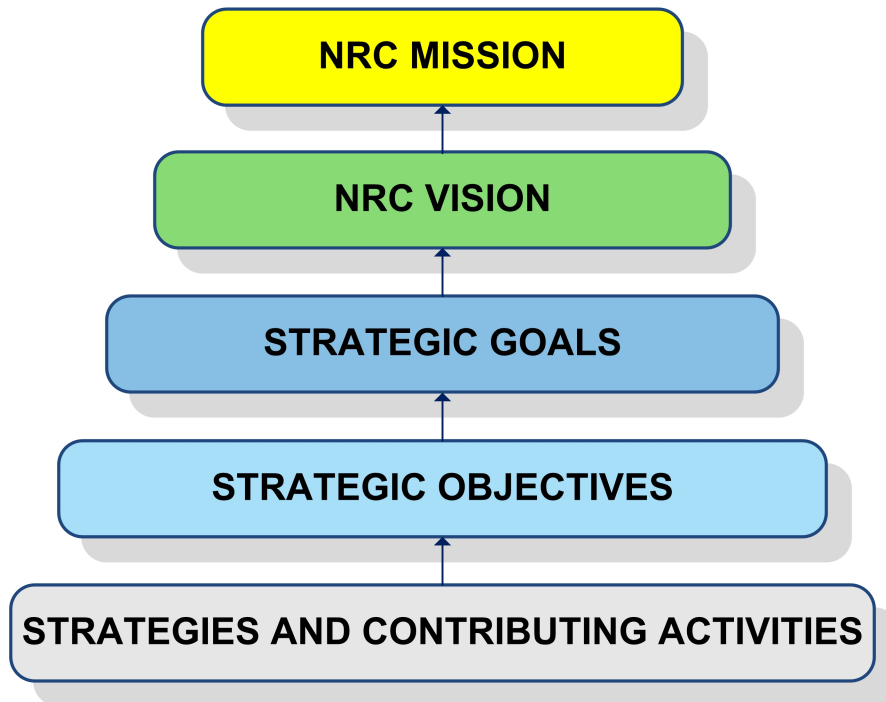 NRC MISSION
NRC VISION
STRATEGIC GOALS
STRATEGIC OBJECTIVES
STRATEGIES AND CONTRIBUTING ACTIVITIES